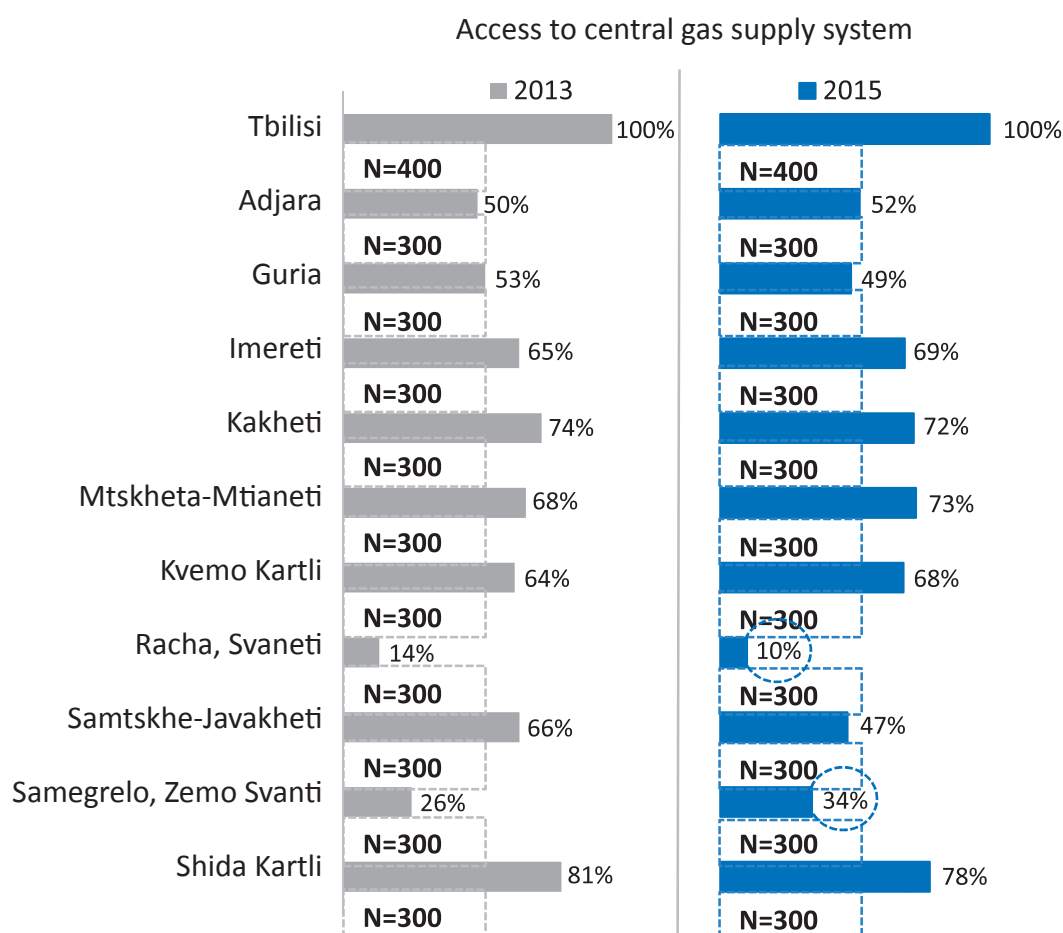 Access to central gas supply system
2013
2015
Tbilisi 100% 100%
N=400 N=400
Adjara 50% 52%
N=300 N=300
Guria 53% 49%
N=300 N=300
Imereti 65% 69%
N=300 N=300
Kakheti 74% 72%
N=300 N=300
Mtskheta-Mtianeti 68% 73%
N=300 N=300
Kvemo Kartli 64% 68%
N=300 N=300
Racha, Svaneti 14% 10%
N=300 N=300
Samtskhe-Javakheti 66% 47%
N=300 N=300
Samegrelo, Zemo Svanti 26% 34%
N=300 N=300
Shida Kartli 81% 78%
N=300 N=300